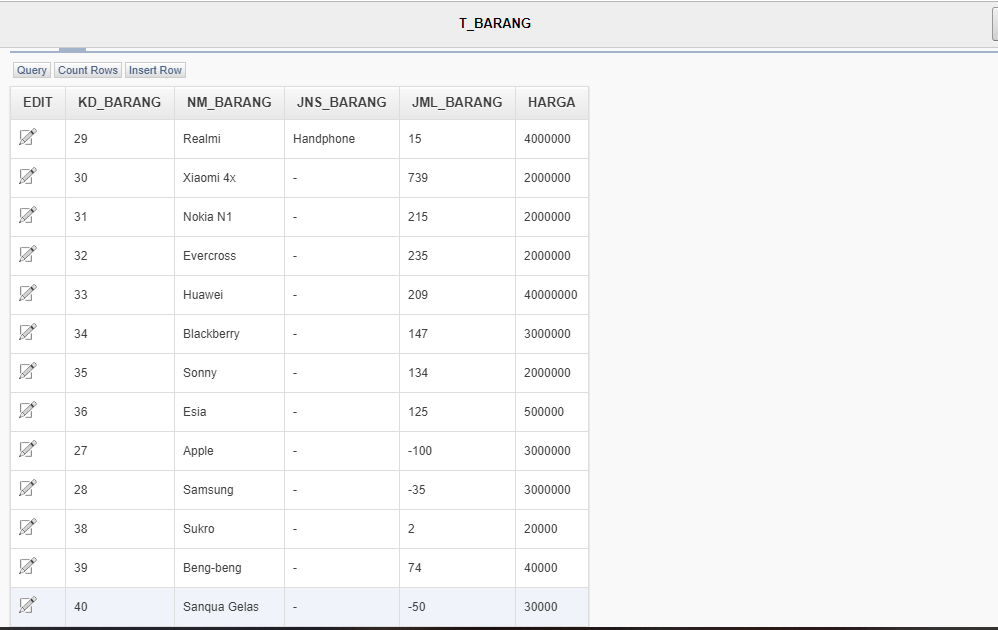 T_BARANG
Query Count Rows Insert Row
EDIT KD_BARANG NM_BARANG JNS_BARANG JML_BARANG HARGA
29 Realmi Handphone 15 4000000
30 Xiaomi 4x - 739 2000000
31 Nokia N1 - 215 2000000
32 Evercross - 235 2000000
33 Huawei - 209 40000000
34 Blackberry - 147 3000000
35 Sonny - 134 2000000
36 Esia - 125 500000
27 Apple - -100 3000000
28 Samsung - -35 3000000
38 Sukro - 2 20000
39 Beng-beng - 74 40000
40 Sanqua Gelas - -50 30000